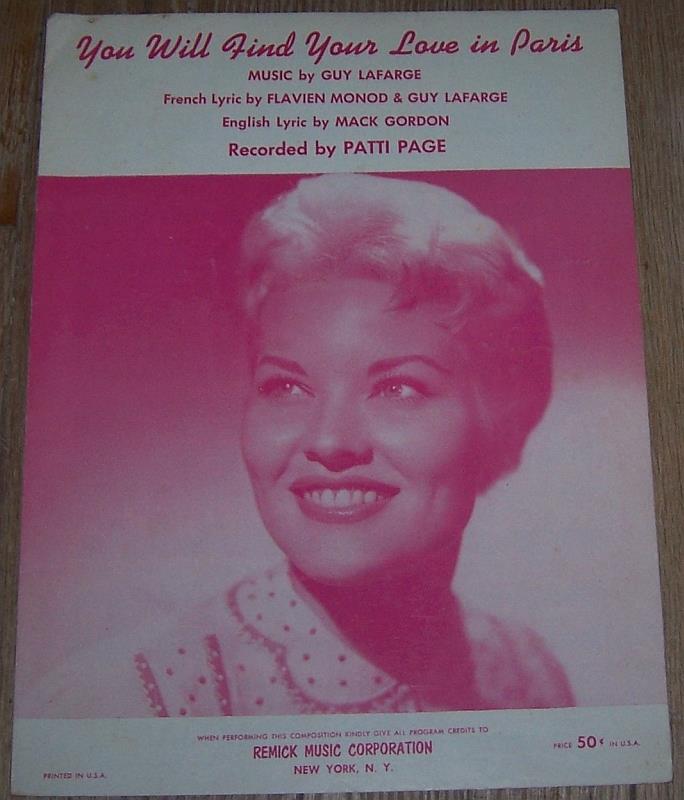 You Will Find Your Love in Paris
MUSIC by GUY LAFARGE
French Lyric by FLAVIEN MONOD & GUY LAFARGE
English Lyric by MACK GORDON
Recorded by PATTI PAGE
WHEN PERFORMING THIS COMPOSITION KINDLY GIVE ALL PROGRAM CREDITS TO
REMICK MUSIC CORPORATION
NEW YORK, N. Y.
PRICE 50¢ IN U.S.A.
PRINTED IN U.S.A.